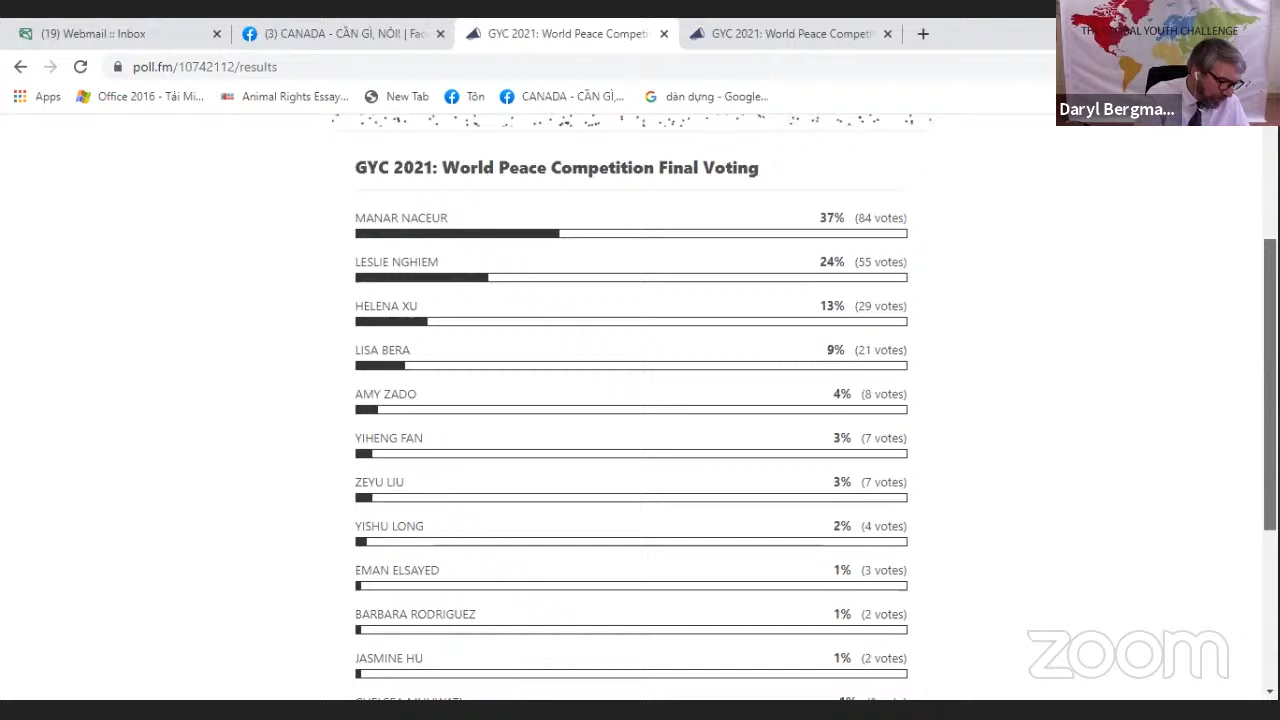 (19) Webmail :: Inbox
(3) CANADA - CẦN GÌ, NÓI! | Fac
GYC 2021: World Peace Competi
GYC 2021: World Peace Competi
poll.fm/10742112/results
Apps
Office 2016 - Tải Mi...
Animal Rights Essay...
New Tab
Tôn
CANADA - CẦN GÌ,...
dàn dựng - Google...
THE GLOBAL YOUTH CHALLENGE
Daryl Bergma...
GYC 2021: World Peace Competition Final Voting
MANAR NACEUR 37% (84 votes)
LESLIE NGHIEM 24% (55 votes)
HELENA XU 13% (29 votes)
LISA BERA 9% (21 votes)
AMY ZADO 4% (8 votes)
YIHENG FAN 3% (7 votes)
ZEYU LIU 3% (7 votes)
YISHU LONG 2% (4 votes)
EMAN ELSAYED 1% (3 votes)
BARBARA RODRIGUEZ 1% (2 votes)
JASMINE HU 1% (2 votes)
zoom